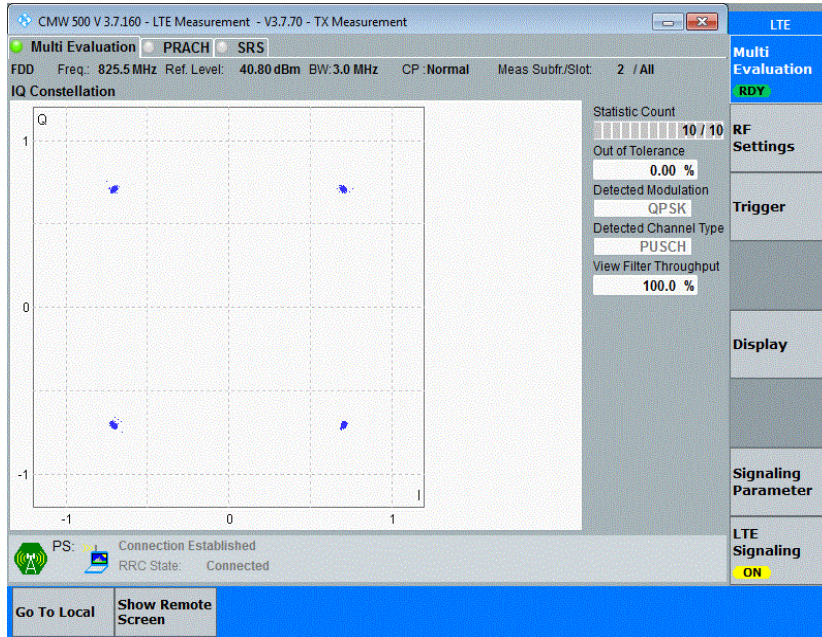 CMW 500 V 3.7.160 - LTE Measurement - V3.7.70 - TX Measurement
LTE
Multi Evaluation PRACH SRS
Multi
Evaluation
RDY
FDD Freq.: 825.5 MHz Ref. Level: 40.80 dBm BW: 3.0 MHz CP : Normal Meas Subfr./Slot: 2 / All
IQ Constellation
Q
1
0
-1
-1 0 1
I
Statistic Count
10 / 10
Out of Tolerance
0.00 %
Detected Modulation
QPSK
Detected Channel Type
PUSCH
View Filter Throughput
100.0 %
RF
Settings
Trigger
Display
Signaling
Parameter
LTE
Signaling
ON
PS: Connection Established
RRC State: Connected
Go To Local
Show Remote
Screen